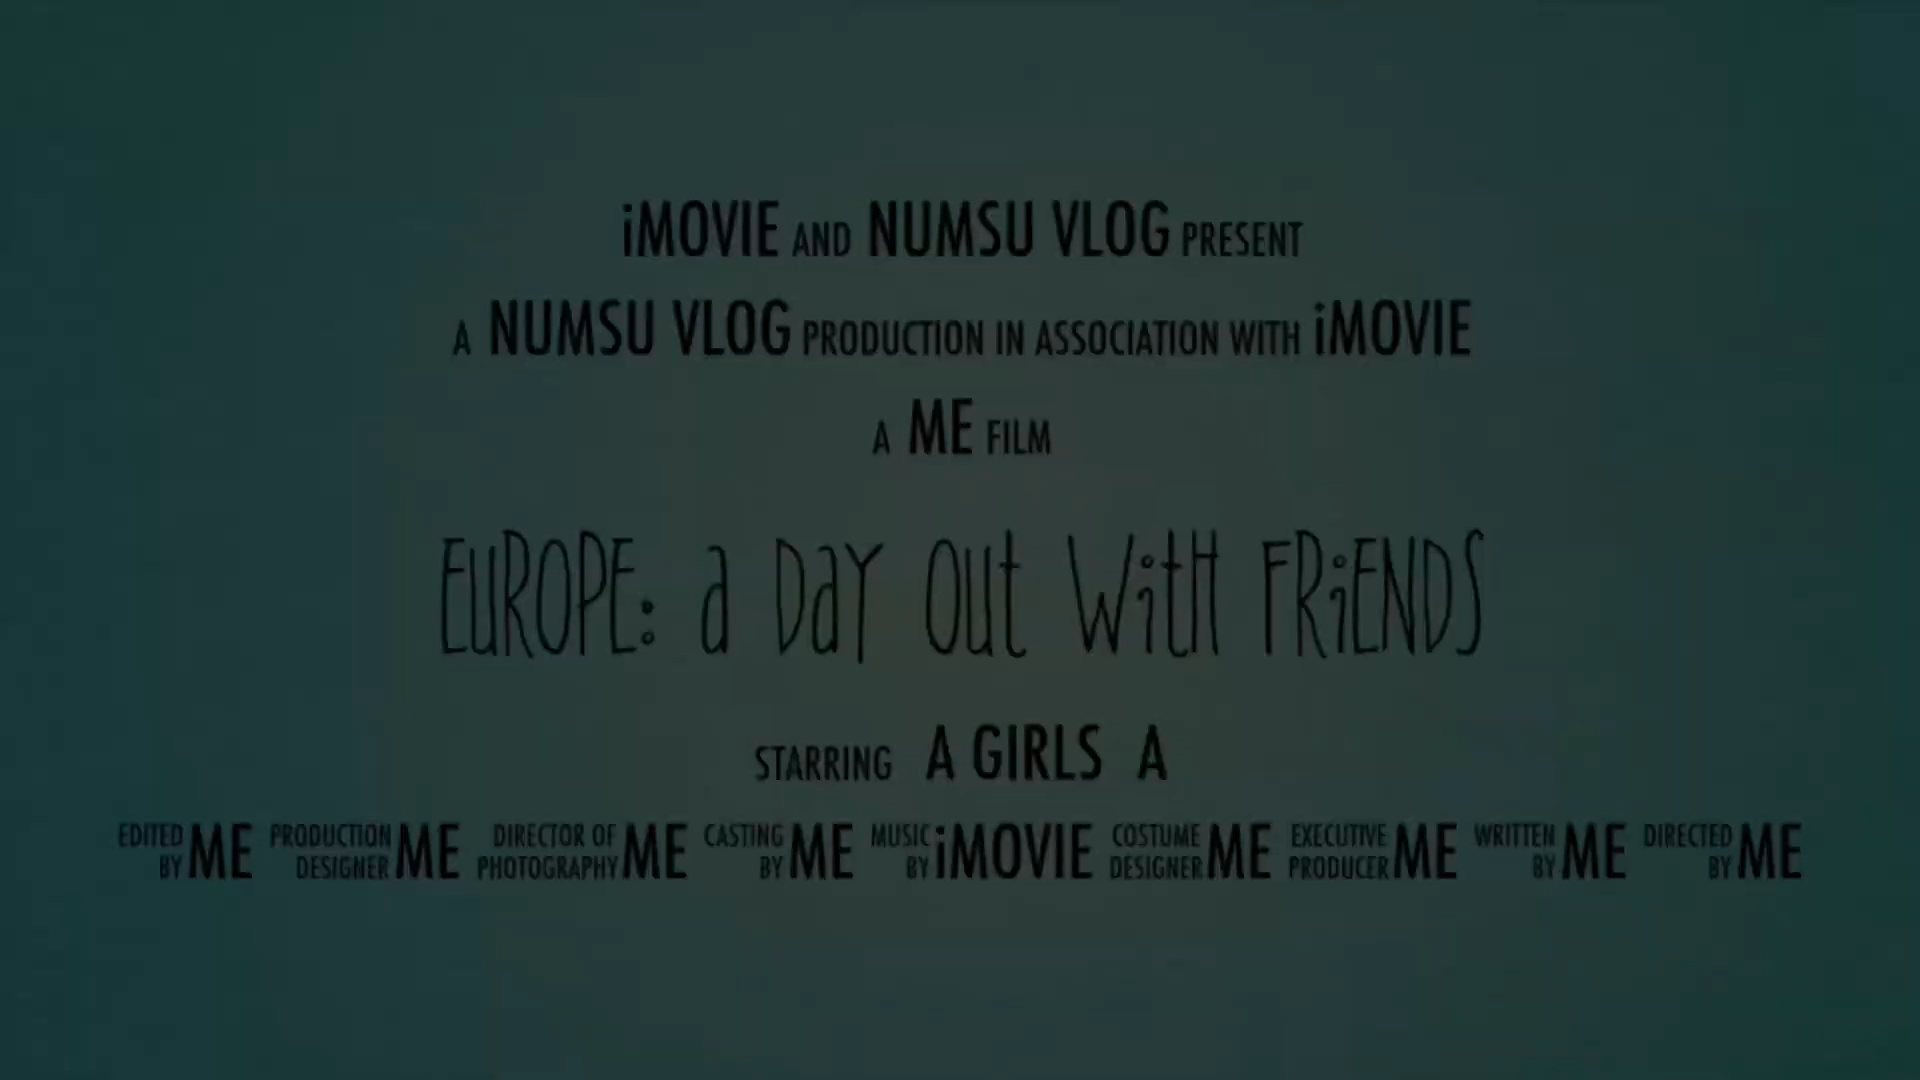 iMOVIE AND NUMSU VLOG PRESENT
A NUMSU VLOG PRODUCTION IN ASSOCIATION WITH iMOVIE
A ME FILM
EUROPE: a DaY OUt WitH FRiENDS
STARRING A GIRLS A
EDITED BY ME PRODUCTION DESIGNER ME DIRECTOR OF PHOTOGRAPHY ME CASTING BY ME MUSIC BY iMOVIE COSTUME DESIGNER ME EXECUTIVE PRODUCER ME WRITTEN BY ME DIRECTED BY ME